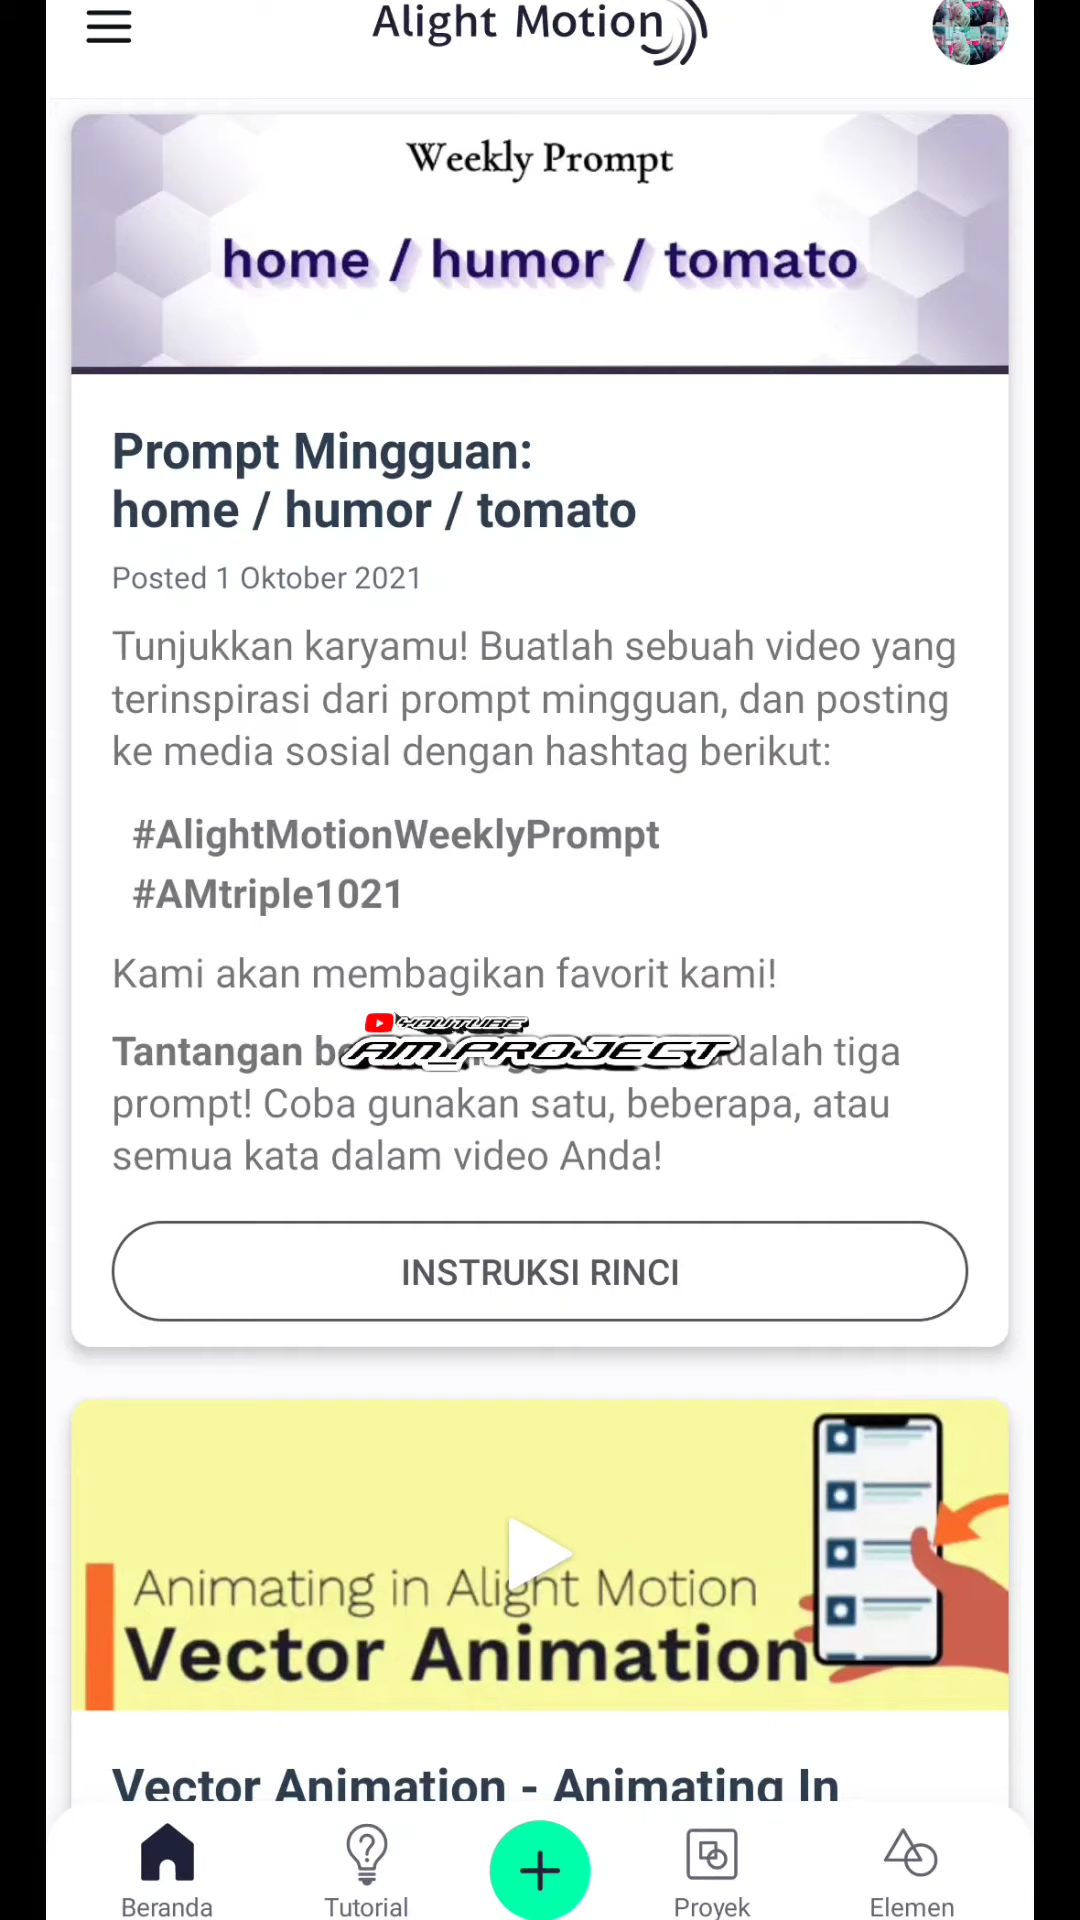 Alight Motion
Weekly Prompt
home / humor / tomato
Prompt Mingguan:
home / humor / tomato
Posted 1 Oktober 2021
Tunjukkan karyamu! Buatlah sebuah video yang
terinspirasi dari prompt mingguan, dan posting
ke media sosial dengan hashtag berikut:
#AlightMotionWeeklyPrompt
#AMtriple1021
Kami akan membagikan favorit kami!
YOUTUBE
AM_PROJECT
Tantangan adalah tiga
prompt! Coba gunakan satu, beberapa, atau
semua kata dalam video Anda!
INSTRUKSI RINCI
Animating in Alight Motion
Vector Animation
Vector Animation - Animating In
Beranda
Tutorial
Proyek
Elemen